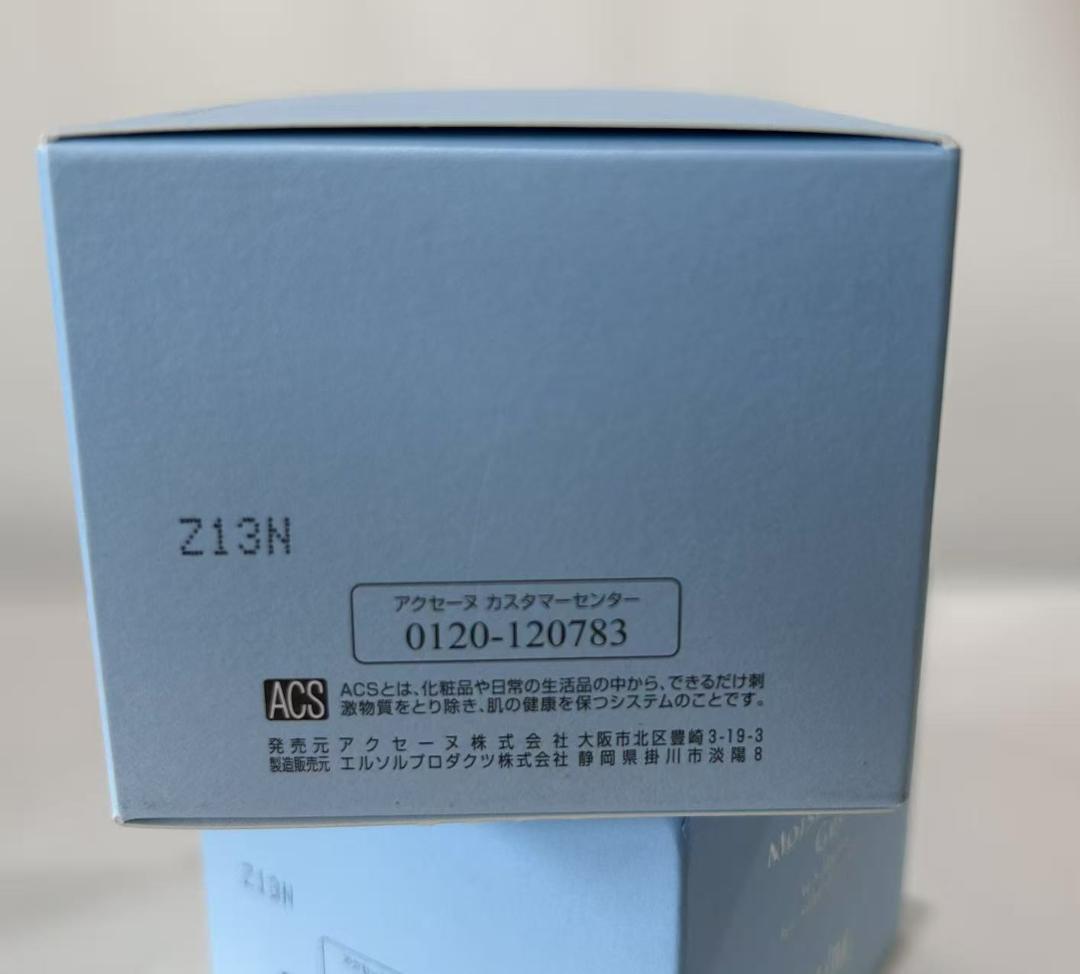 Z13N
アクセーヌ カスタマーセンター
0120-120783
ACS
ACSとは、化粧品や日常の生活品の中から、できるだけ刺
激物質をとり除き、肌の健康を保つシステムのことです。
発売元 アクセーヌ株式会社 大阪市北区豊崎3-19-3
製造販売元 エルソルプロダクツ株式会社 静岡県掛川市淡陽8
Z13N